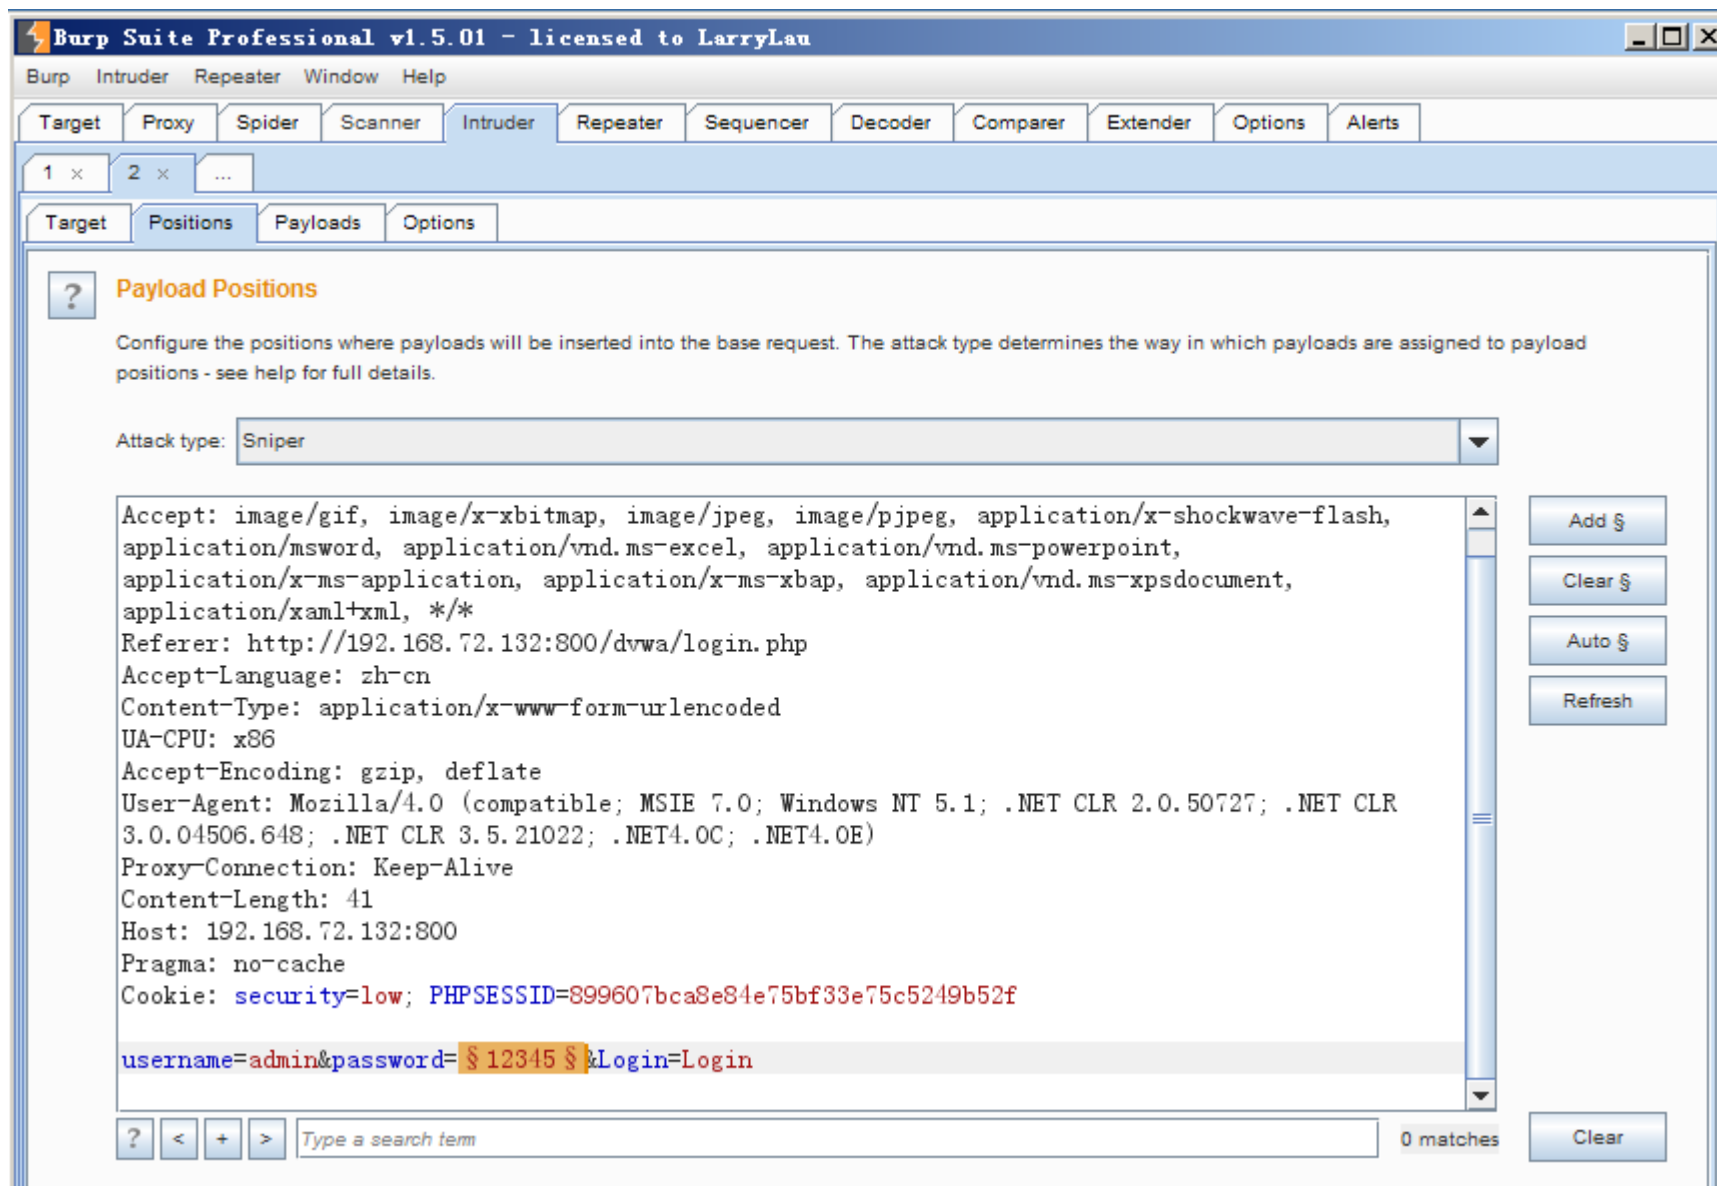 Burp Suite Professional v1.5.01 - licensed to LarryLau
Burp Intruder Repeater Window Help
Target Proxy Spider Scanner Intruder Repeater Sequencer Decoder Comparer Extender Options Alerts
1 × 2 × ...
Target Positions Payloads Options
? Payload Positions
Configure the positions where payloads will be inserted into the base request. The attack type determines the way in which payloads are assigned to payload
positions - see help for full details.
Attack type: Sniper
Accept: image/gif, image/x-xbitmap, image/jpeg, image/pjpeg, application/x-shockwave-flash,
application/msword, application/vnd.ms-excel, application/vnd.ms-powerpoint,
application/x-ms-application, application/x-ms-xbap, application/vnd.ms-xpsdocument,
application/xaml+xml, */*
Referer: http://192.168.72.132:800/dvwa/login.php
Accept-Language: zh-cn
Content-Type: application/x-www-form-urlencoded
UA-CPU: x86
Accept-Encoding: gzip, deflate
User-Agent: Mozilla/4.0 (compatible; MSIE 7.0; Windows NT 5.1; .NET CLR 2.0.50727; .NET CLR
3.0.04506.648; .NET CLR 3.5.21022; .NET4.0C; .NET4.0E)
Proxy-Connection: Keep-Alive
Content-Length: 41
Host: 192.168.72.132:800
Pragma: no-cache
Cookie: security=low; PHPSESSID=899607bca8e84e75bf33e75c5249b52f
username=admin&password=§12345§&Login=Login
Add §
Clear §
Auto §
Refresh
? < + > Type a search term 0 matches Clear